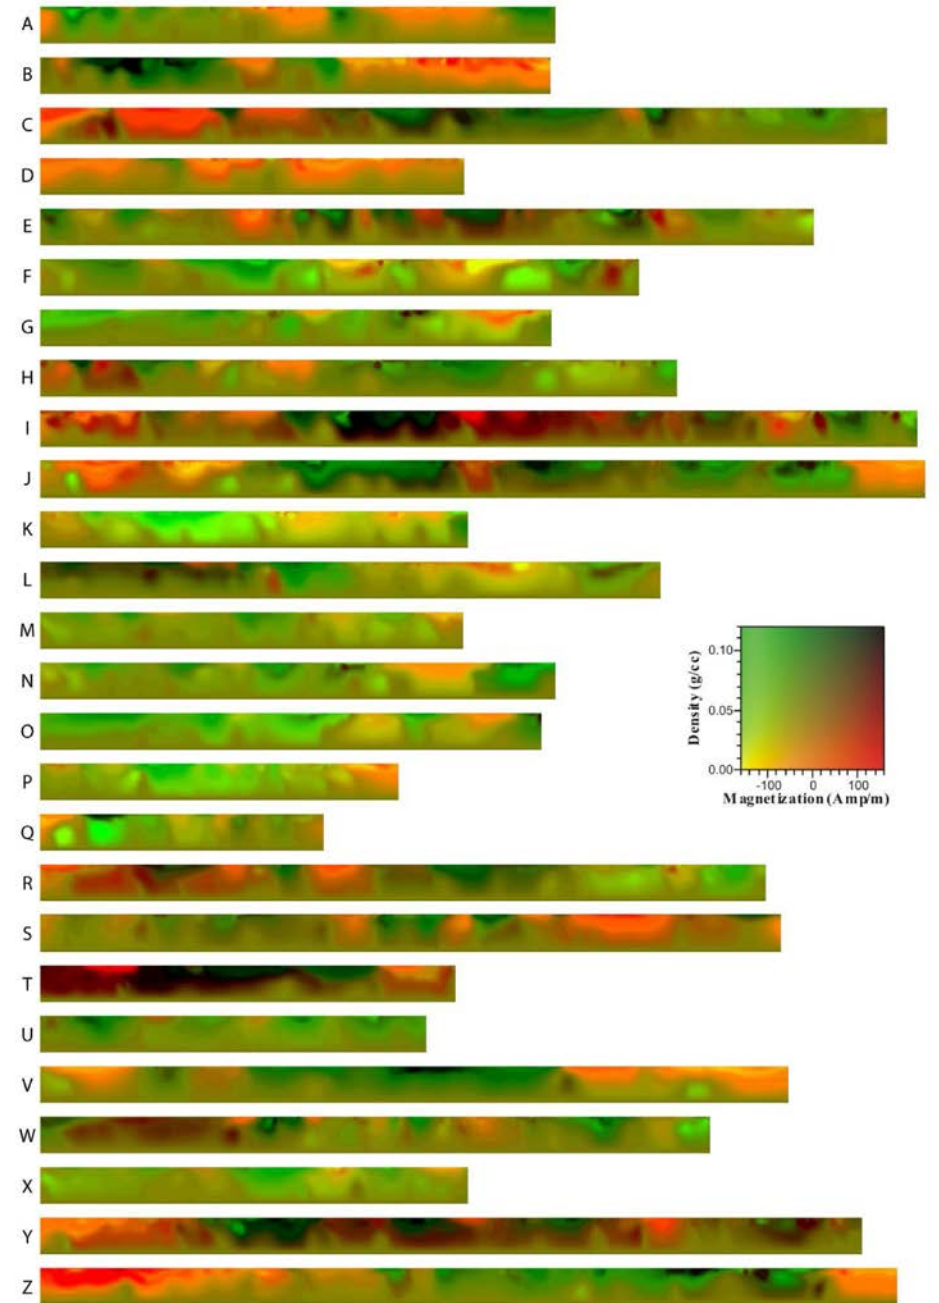 A
B
C
D
E
F
G
H
I
J
K
L
M
N
O
P
Q
R
S
T
U
V
W
X
Y
Z
Density (g/cc)
0.10
0.05
0.00
-100 0 100
Magnetization (Amp/m)